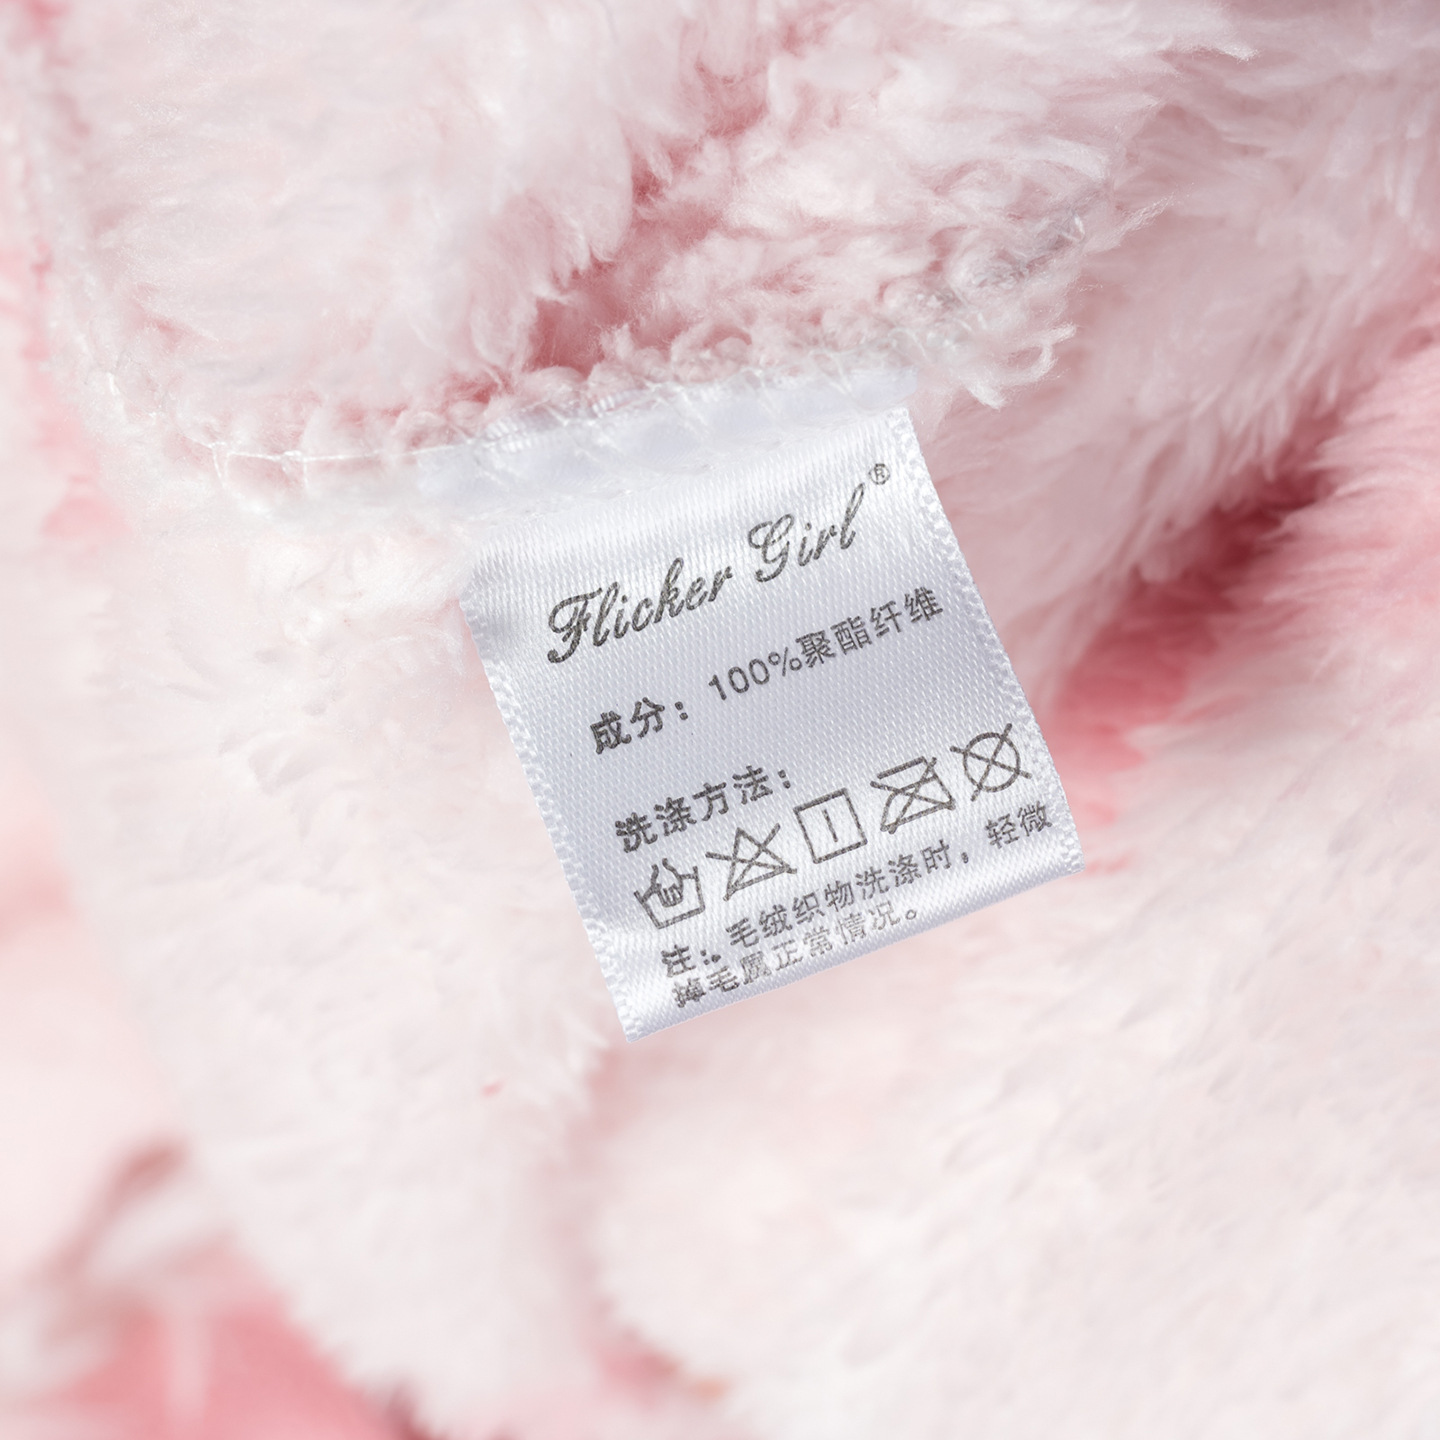 Flicker Girl®
成分：100%聚酯纤维
洗涤方法：
注：毛绒织物洗涤时，轻微
掉毛属正常情况。